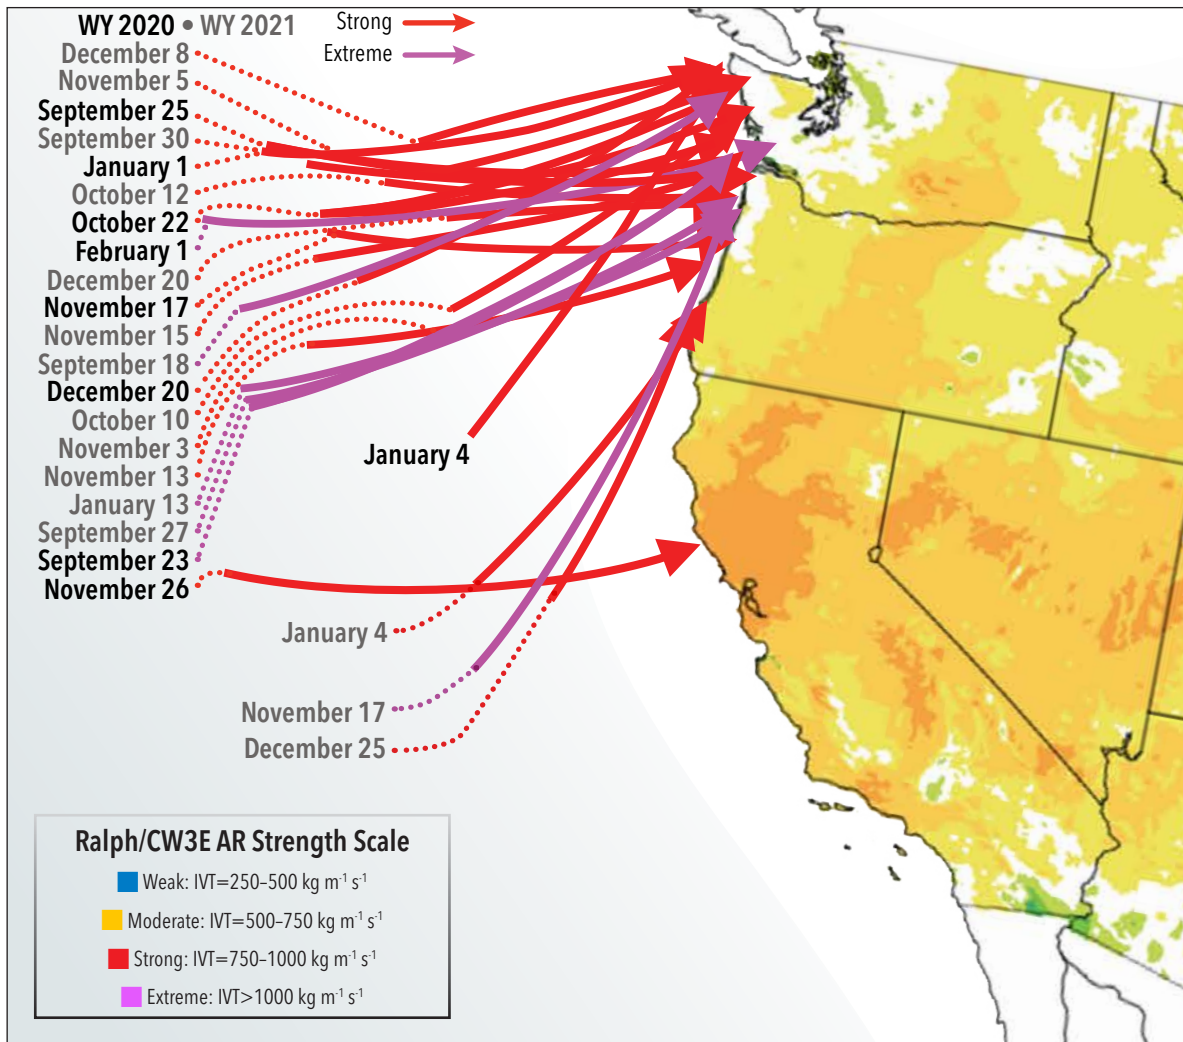 WY 2020 • WY 2021
Strong
Extreme
December 8
November 5
September 25
September 30
January 1
October 12
October 22
February 1
December 20
November 17
November 15
September 18
December 20
October 10
November 3
November 13
January 13
September 27
September 23
November 26
January 4
January 4
November 17
December 25
Ralph/CW3E AR Strength Scale
Weak: IVT=250–500 kg m⁻¹ s⁻¹
Moderate: IVT=500–750 kg m⁻¹ s⁻¹
Strong: IVT=750–1000 kg m⁻¹ s⁻¹
Extreme: IVT>1000 kg m⁻¹ s⁻¹